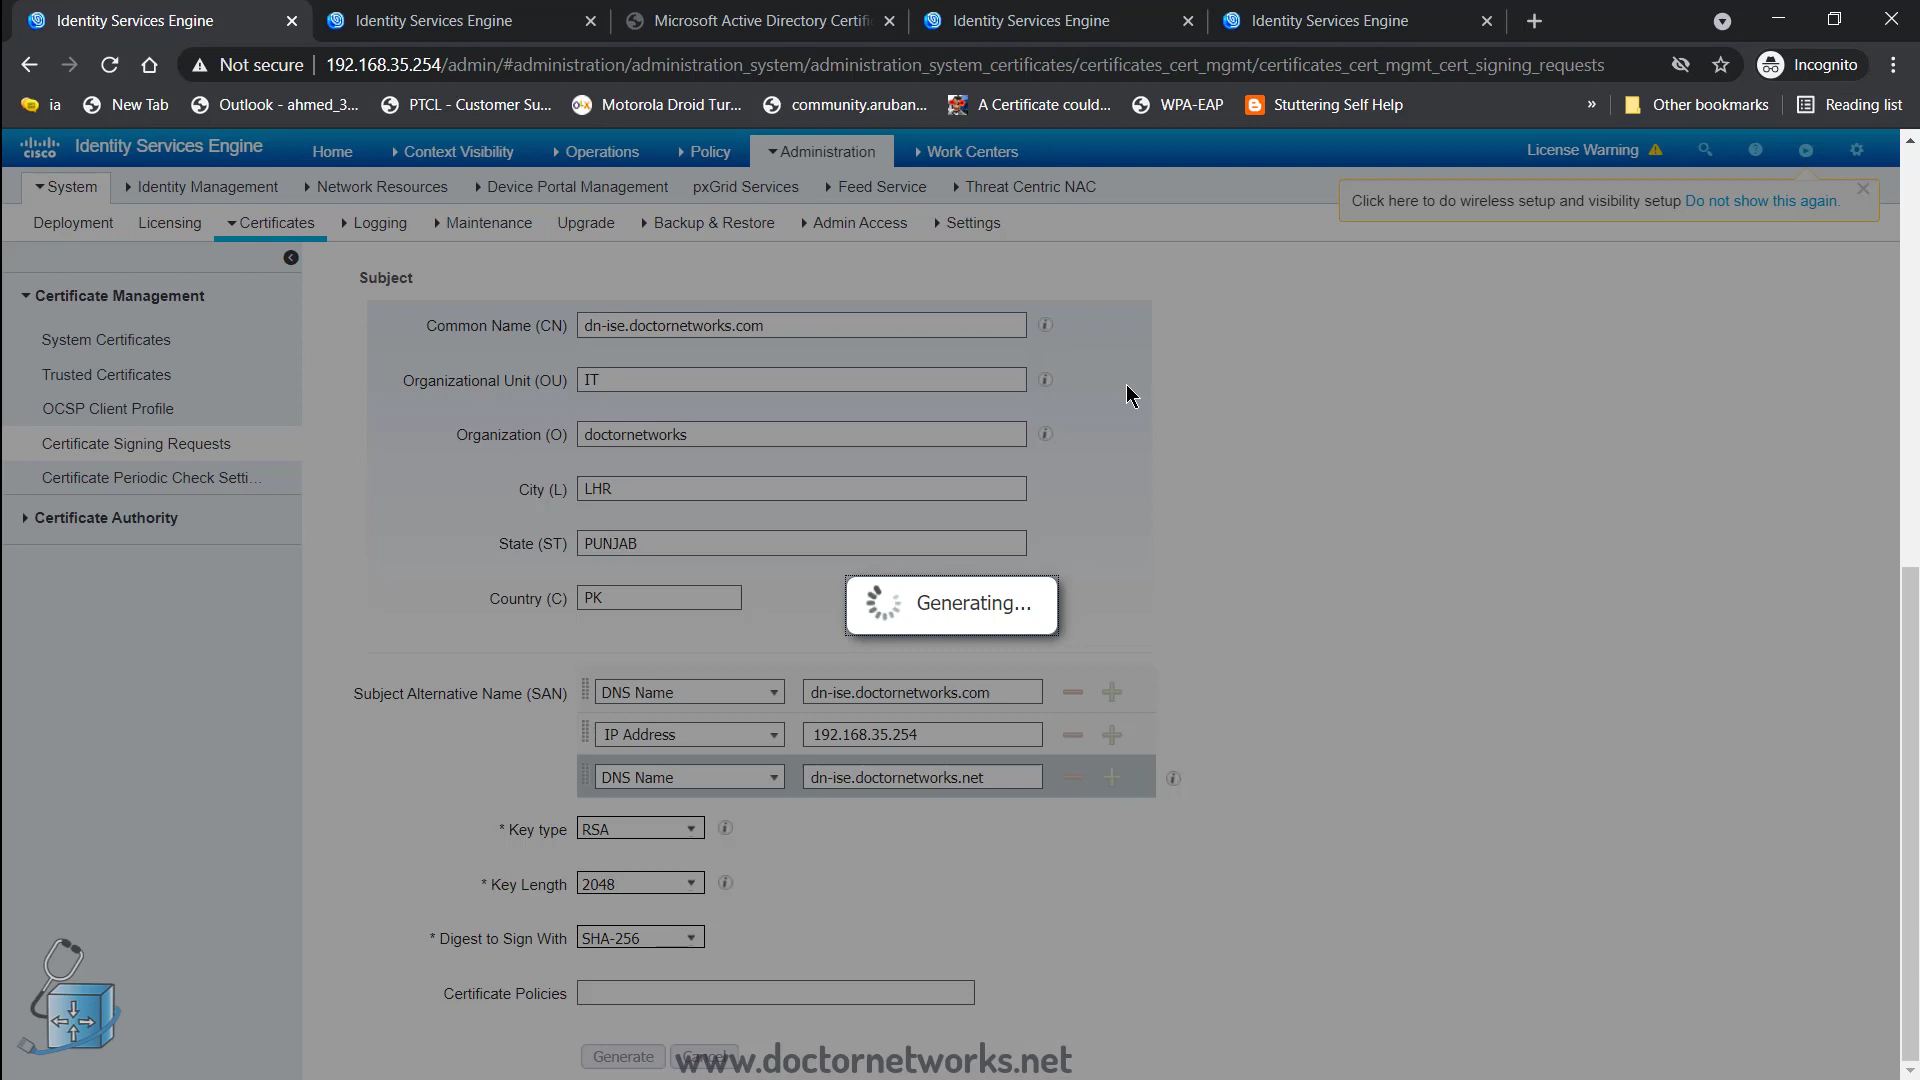 Identity Services Engine
Identity Services Engine
Microsoft Active Directory Certifi
Identity Services Engine
Identity Services Engine
Not secure
192.168.35.254/admin/#administration/administration_system/administration_system_certificates/certificates_cert_mgmt/certificates_cert_mgmt_cert_signing_requests
Incognito
ia
New Tab
Outlook - ahmed_3...
PTCL - Customer Su...
OLX
Motorola Droid Tur...
community.aruban...
A Certificate could...
WPA-EAP
Stuttering Self Help
»
Other bookmarks
Reading list
CISCO
Identity Services Engine
Home
Context Visibility
Operations
Policy
Administration
Work Centers
License Warning
System
Identity Management
Network Resources
Device Portal Management
pxGrid Services
Feed Service
Threat Centric NAC
Click here to do wireless setup and visibility setup Do not show this again.
Deployment
Licensing
Certificates
Logging
Maintenance
Upgrade
Backup & Restore
Admin Access
Settings
Certificate Management
System Certificates
Trusted Certificates
OCSP Client Profile
Certificate Signing Requests
Certificate Periodic Check Setti...
Certificate Authority
Subject
Common Name (CN) dn-ise.doctornetworks.com
Organizational Unit (OU) IT
Organization (O) doctornetworks
City (L) LHR
State (ST) PUNJAB
Country (C) PK
Generating...
Subject Alternative Name (SAN) DNS Name dn-ise.doctornetworks.com
IP Address 192.168.35.254
DNS Name dn-ise.doctornetworks.net
* Key type RSA
* Key Length 2048
* Digest to Sign With SHA-256
Certificate Policies
Generate Cancel
www.doctornetworks.net